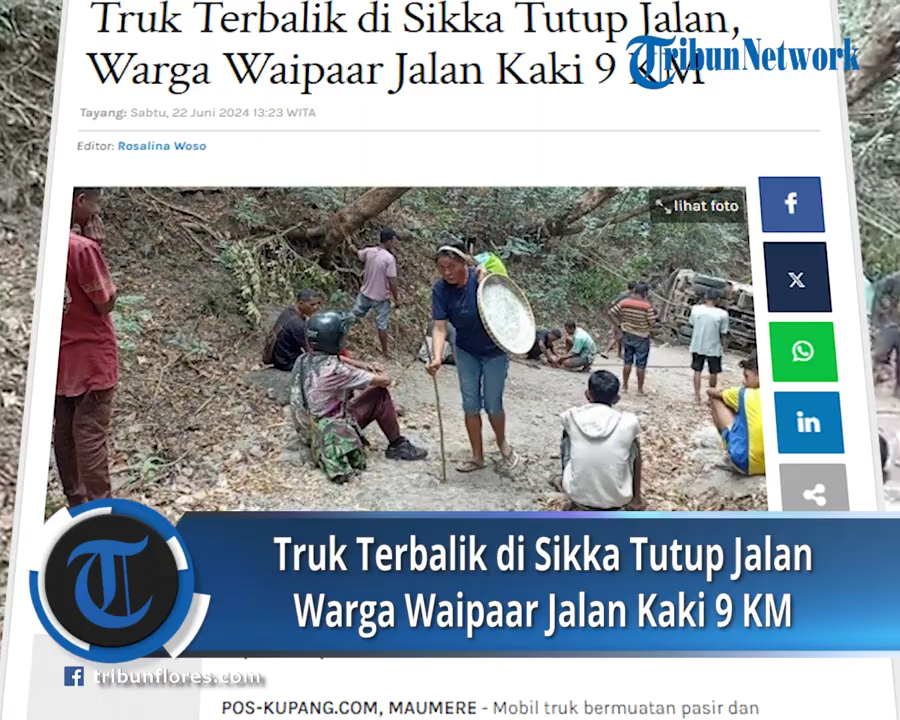 Truk Terbalik di Sikka Tutup Jalan,
Warga Waipaar Jalan Kaki 9 KM
TribunNetwork
Tayang: Sabtu, 22 Juni 2024 13:23 WITA
Editor: Rosalina Woso
lihat foto
Truk Terbalik di Sikka Tutup Jalan
Warga Waipaar Jalan Kaki 9 KM
tribunflores.com
POS-KUPANG.COM, MAUMERE - Mobil truk bermuatan pasir dan